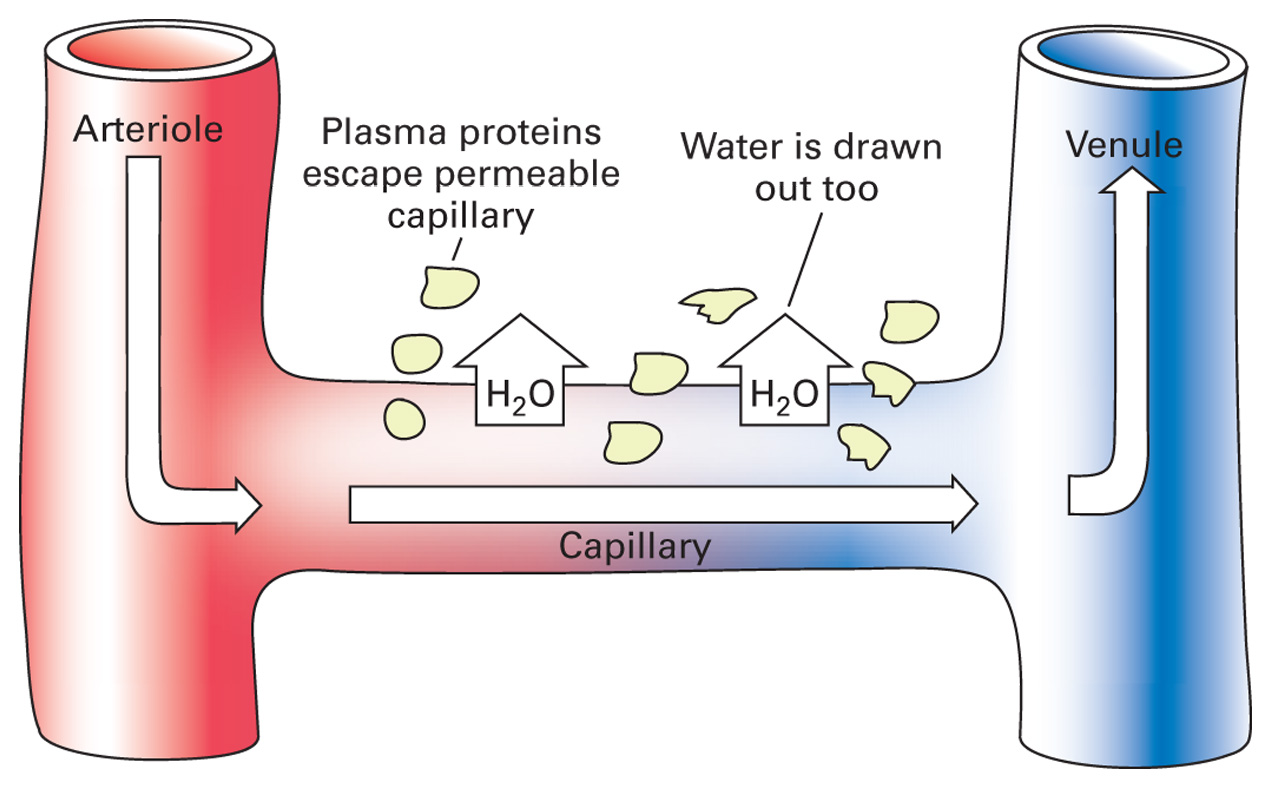 Arteriole
Plasma proteins
escape permeable
capillary
Water is drawn
out too
Venule
H₂O
H₂O
Capillary